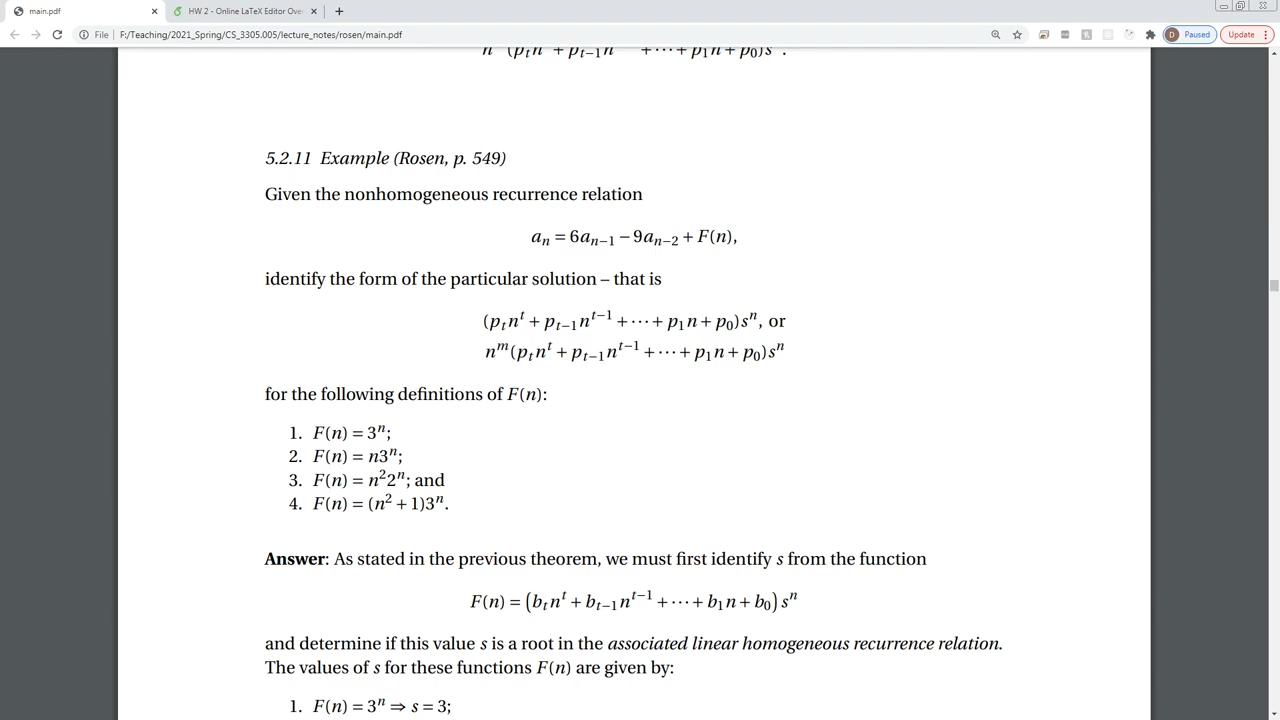 main.pdf
HW 2 - Online LaTeX Editor Over
File | F:/Teaching/2021_Spring/CS_3305.005/lecture_notes/rosen/main.pdf
D Paused
Update
n (pₜn + pₜ₋₁n + ··· + p₁n + p₀)s .
5.2.11 Example (Rosen, p. 549)
Given the nonhomogeneous recurrence relation
aₙ = 6aₙ₋₁ − 9aₙ₋₂ + F(n),
identify the form of the particular solution – that is
(pₜnᵗ + pₜ₋₁nᵗ⁻¹ + ··· + p₁n + p₀)sⁿ, or
nᵐ(pₜnᵗ + pₜ₋₁nᵗ⁻¹ + ··· + p₁n + p₀)sⁿ
for the following definitions of F(n):
1. F(n) = 3ⁿ;
2. F(n) = n3ⁿ;
3. F(n) = n²2ⁿ; and
4. F(n) = (n² + 1)3ⁿ.
Answer: As stated in the previous theorem, we must first identify s from the function
F(n) = (bₜnᵗ + bₜ₋₁nᵗ⁻¹ + ··· + b₁n + b₀) sⁿ
and determine if this value s is a root in the associated linear homogeneous recurrence relation.
The values of s for these functions F(n) are given by:
1. F(n) = 3ⁿ ⇒ s = 3;